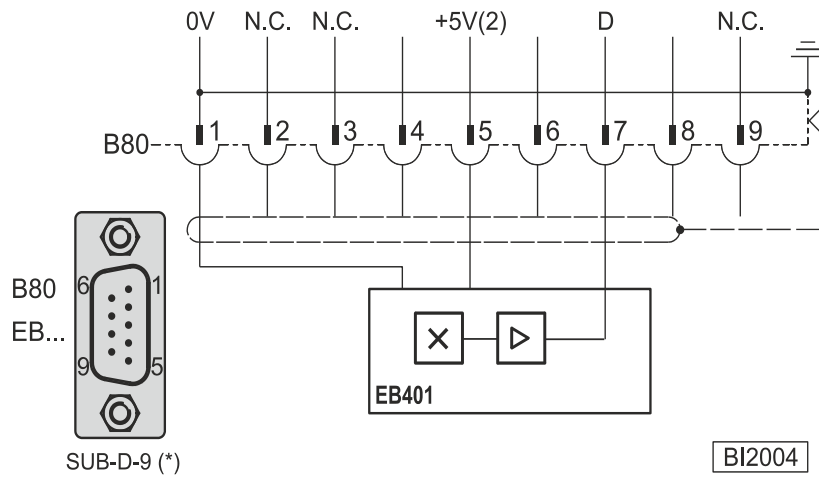 0V N.C. N.C. +5V(2) D N.C.
B80 1 2 3 4 5 6 7 8 9
B80 6 1
EB...
9 5
EB401
SUB-D-9 (*)
BI2004